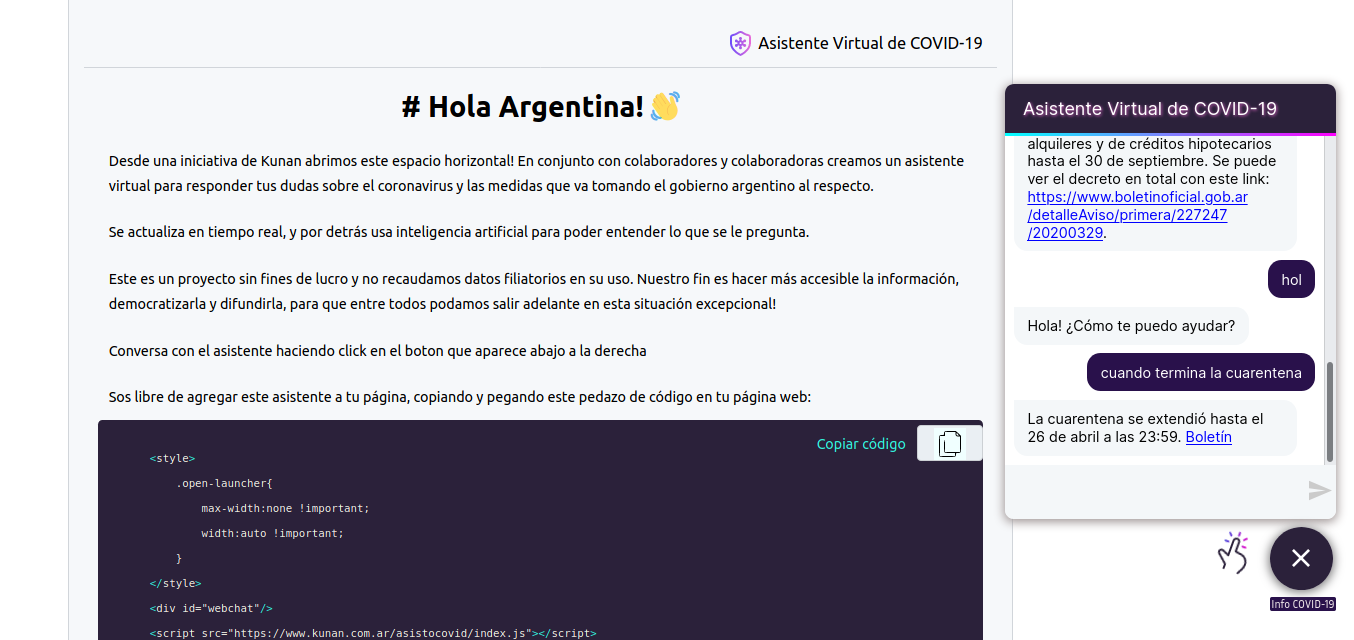 Asistente Virtual de COVID-19
# Hola Argentina! 👋
Desde una iniciativa de Kunan abrimos este espacio horizontal! En conjunto con colaboradores y colaboradoras creamos un asistente
virtual para responder tus dudas sobre el coronavirus y las medidas que va tomando el gobierno argentino al respecto.
Se actualiza en tiempo real, y por detrás usa inteligencia artificial para poder entender lo que se le pregunta.
Este es un proyecto sin fines de lucro y no recaudamos datos filiatorios en su uso. Nuestro fin es hacer más accesible la información,
democratizarla y difundirla, para que entre todos podamos salir adelante en esta situación excepcional!
Conversa con el asistente haciendo click en el boton que aparece abajo a la derecha
Sos libre de agregar este asistente a tu página, copiando y pegando este pedazo de código en tu página web:
Copiar código
<style>
.open-launcher{
max-width:none !important;
width:auto !important;
}
</style>
<div id="webchat"/>
<script src="https://www.kunan.com.ar/asistocovid/index.js"></script>
Asistente Virtual de COVID-19
alquileres y de créditos hipotecarios
hasta el 30 de septiembre. Se puede
ver el decreto en total con este link:
https://www.boletinoficial.gob.ar
/detalleAviso/primera/227247
/20200329.
hol
Hola! ¿Cómo te puedo ayudar?
cuando termina la cuarentena
La cuarentena se extendió hasta el
26 de abril a las 23:59. Boletín
Info COVID-19